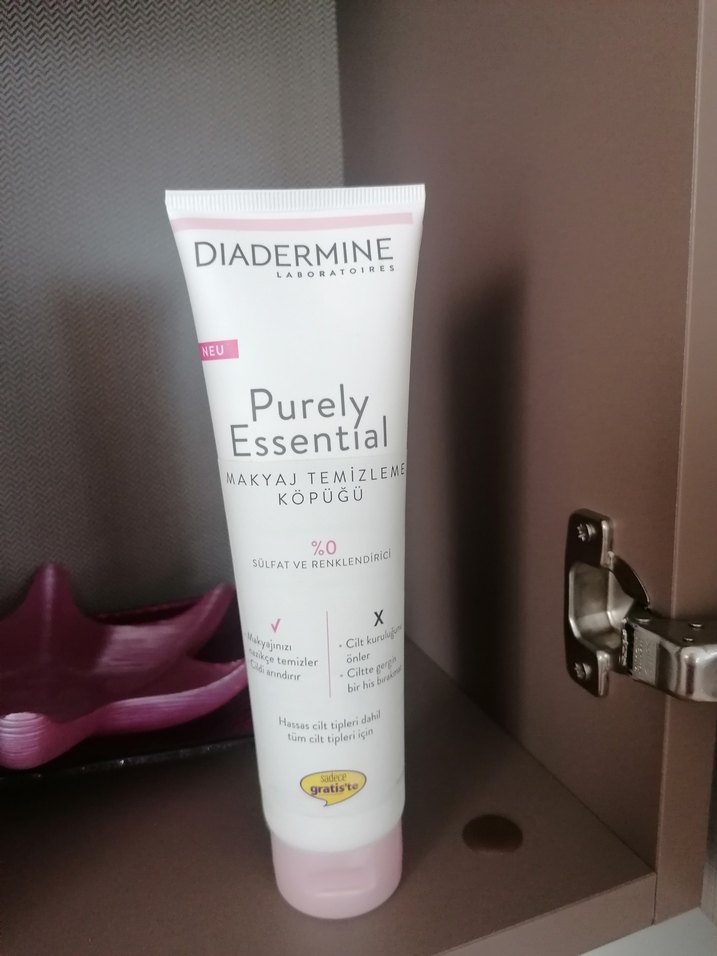 DIADERMINE
LABORATOIRES
NEU
Purely
Essential
MAKYAJ TEMİZLEME
KÖPÜĞÜ
%0
SÜLFAT VE RENKLENDİRİCİ
✓
Makyajınızı
nazikçe temizler
Cildi arındırır
X
• Cilt kuruluğunu
önler
• Ciltte gergin
bir his bırakmaz
Hassas cilt tipleri dahil
tüm cilt tipleri için
sadece
gratis'te